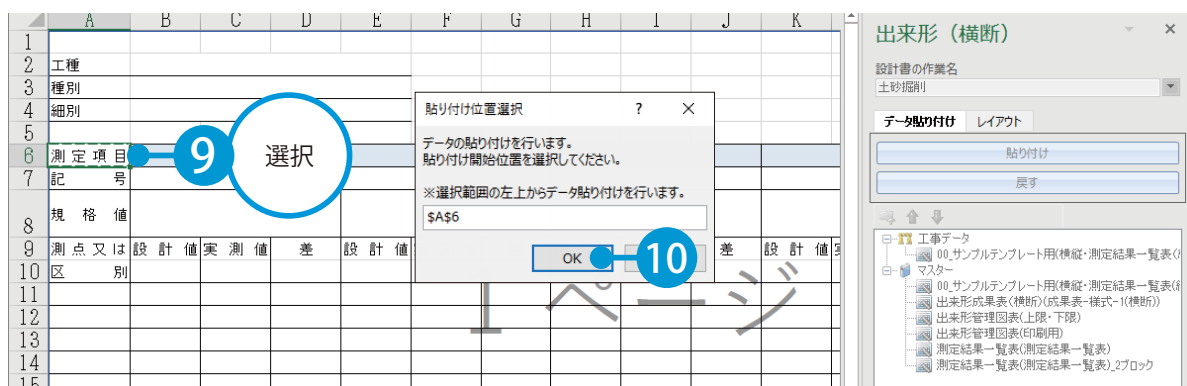 A B C D E F G H I J K
1
2 工種
3 種別
4 細別
5
6 測定項目
7 記 号
8 規 格 値
9 測点又は 設計値 実測値 差 設計値 差 設計値
10 区 別
11
12
13
14
15
9 選択
貼り付け位置選択 ? ×
データの貼り付けを行います。
貼り付け開始位置を選択してください。
※選択範囲の左上からデータ貼り付けを行います。
$A$6
OK
10
1 ページ
出来形（横断） ×
設計書の作業名
土砂掘削
データ貼り付け レイアウト
貼り付け
戻す
工事データ
00_サンプルテンプレート用(横縦・測定結果一覧表(
マスター
00_サンプルテンプレート用(横縦・測定結果一覧表(
出来形成果表(横断)(成果表-様式-1(横断))
出来形管理図表(上限・下限)
出来形管理図表(印刷用)
測定結果一覧表(測定結果一覧表)
測定結果一覧表(測定結果一覧表)_2ブロック